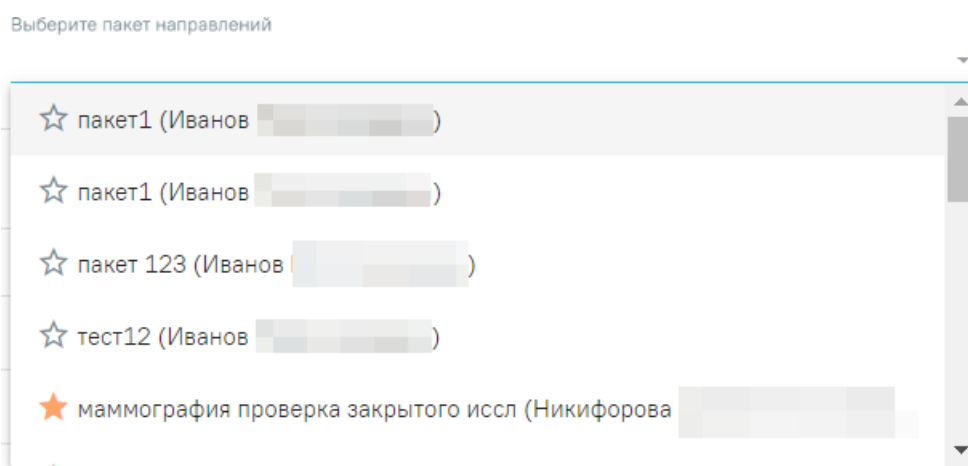 Выберите пакет направлений
пакет1 (Иванов )
пакет1 (Иванов )
пакет 123 (Иванов )
тест12 (Иванов )
маммография проверка закрытого иссл (Никифорова